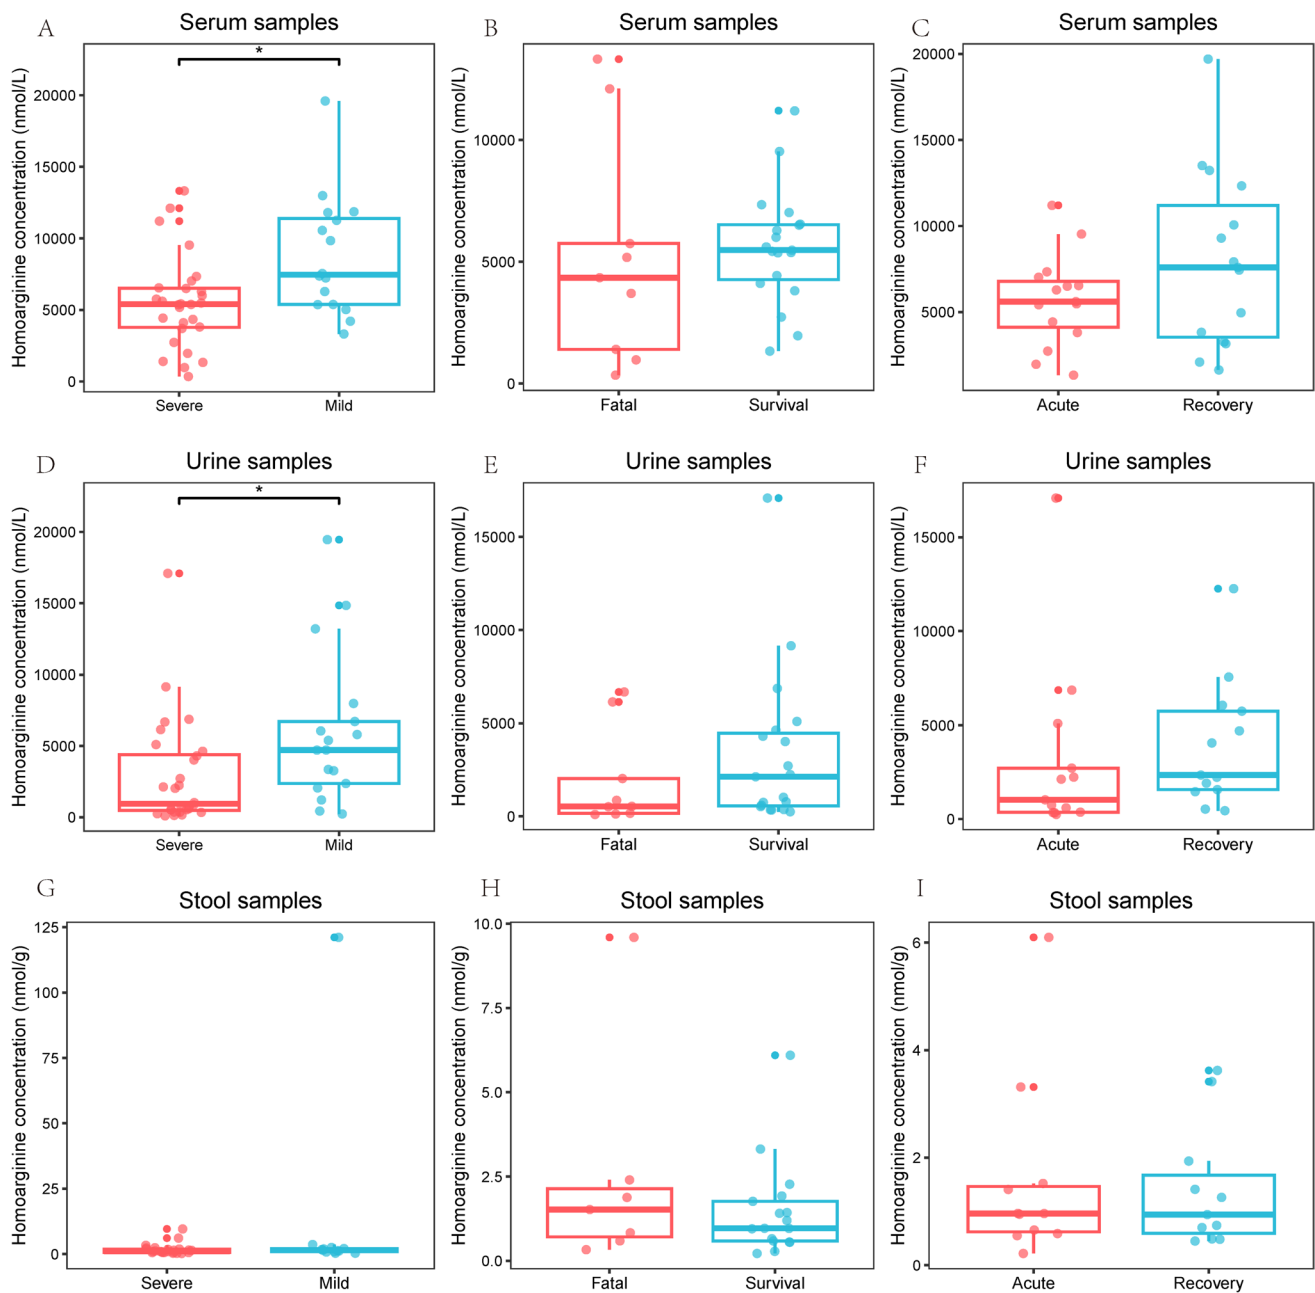 A
Serum samples
*
Homoarginine concentration (nmol/L)
20000
15000
10000
5000
0
Severe
Mild
B
Serum samples
Homoarginine concentration (nmol/L)
10000
5000
0
Fatal
Survival
C
Serum samples
Homoarginine concentration (nmol/L)
20000
15000
10000
5000
Acute
Recovery
D
Urine samples
*
Homoarginine concentration (nmol/L)
20000
15000
10000
5000
0
Severe
Mild
E
Urine samples
Homoarginine concentration (nmol/L)
15000
10000
5000
0
Fatal
Survival
F
Urine samples
Homoarginine concentration (nmol/L)
15000
10000
5000
0
Acute
Recovery
G
Stool samples
Homoarginine concentration (nmol/g)
125
100
75
50
25
0
Severe
Mild
H
Stool samples
Homoarginine concentration (nmol/g)
10.0
7.5
5.0
2.5
0.0
Fatal
Survival
I
Stool samples
Homoarginine concentration (nmol/g)
6
4
2
0
Acute
Recovery